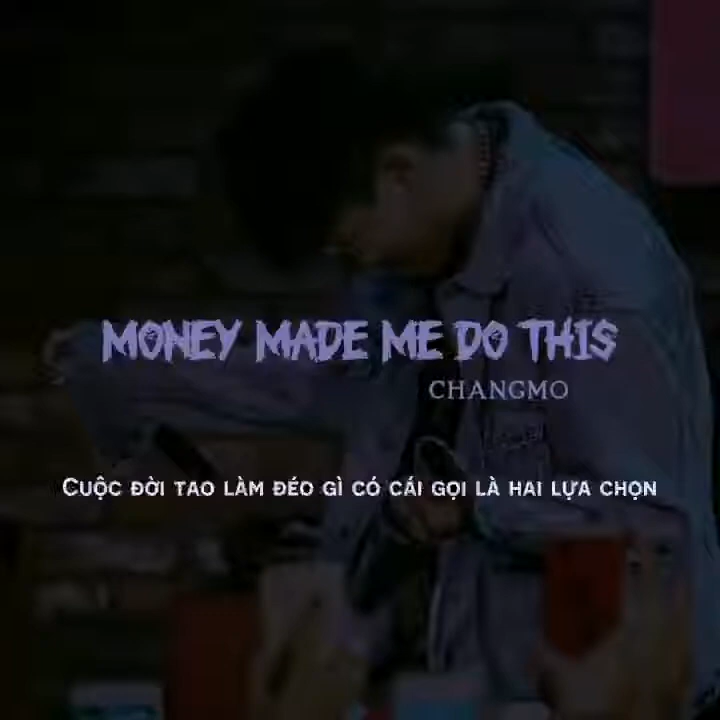 MONEY MADE ME DO THIS
CHANGMO
CUỘC ĐỜI TAO LÀM ĐÉO GÌ CÓ CÁI GỌI LÀ HAI LỰA CHỌN